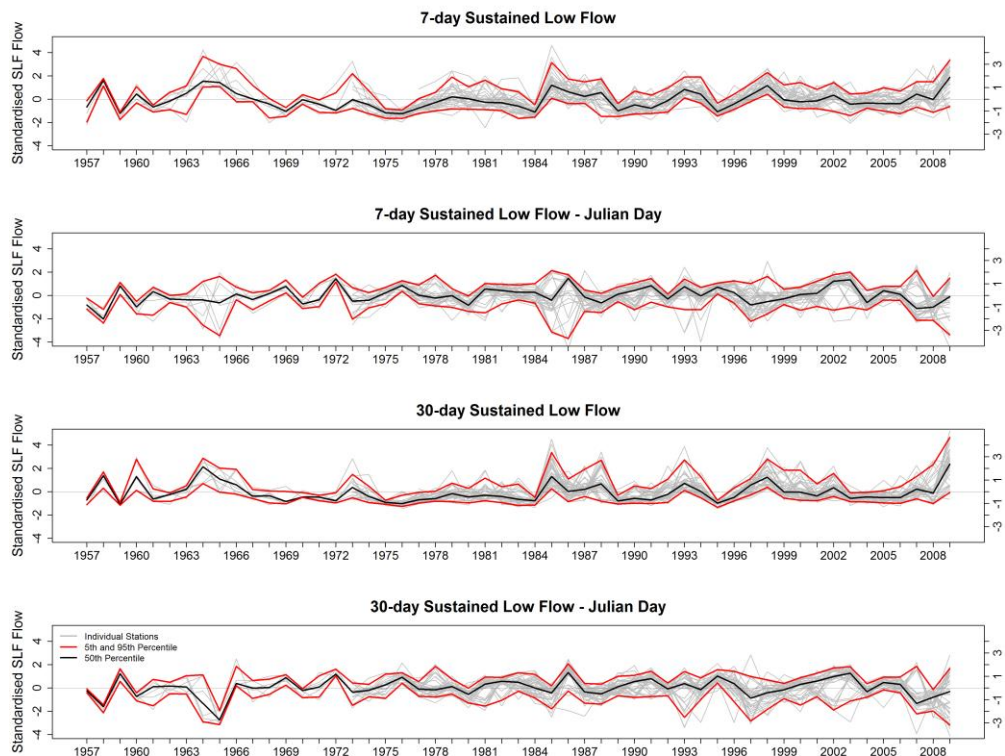 7-day Sustained Low Flow
Standardised SLF Flow
4
2
0
-2
-4
3
1
-1
-3
1957 1960 1963 1966 1969 1972 1975 1978 1981 1984 1987 1990 1993 1996 1999 2002 2005 2008
7-day Sustained Low Flow - Julian Day
Standardised SLF Flow
4
2
0
-2
-4
3
1
-1
-3
1957 1960 1963 1966 1969 1972 1975 1978 1981 1984 1987 1990 1993 1996 1999 2002 2005 2008
30-day Sustained Low Flow
Standardised SLF Flow
4
2
0
-2
-4
3
1
-1
-3
1957 1960 1963 1966 1969 1972 1975 1978 1981 1984 1987 1990 1993 1996 1999 2002 2005 2008
30-day Sustained Low Flow - Julian Day
Standardised SLF Flow
4
2
0
-2
-4
Individual Stations
5th and 95th Percentile
50th Percentile
3
1
-1
-3
1957 1960 1963 1966 1969 1972 1975 1978 1981 1984 1987 1990 1993 1996 1999 2002 2005 2008